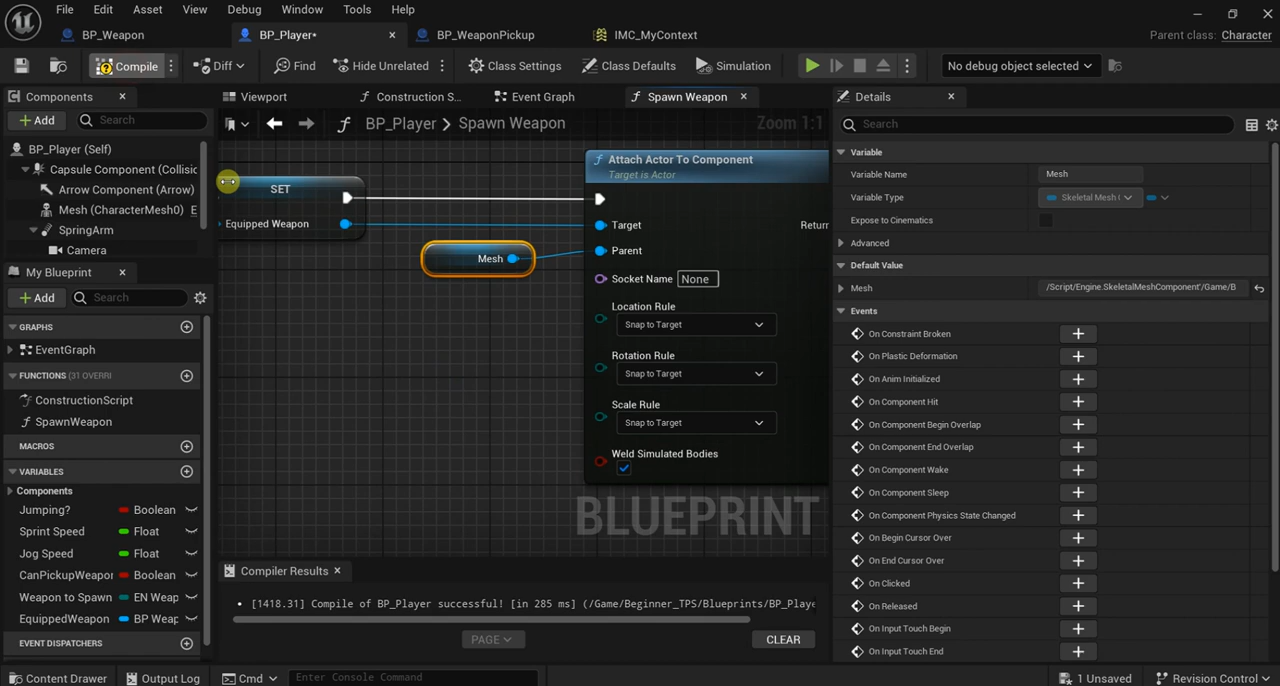 File Edit Asset View Debug Window Tools Help
BP_Weapon BP_Player* BP_WeaponPickup IMC_MyContext
Parent class: Character
Compile Diff Find Hide Unrelated Class Settings Class Defaults Simulation No debug object selected
Components
Viewport Construction S... Event Graph Spawn Weapon
Details
Add Search
BP_Player Spawn Weapon Zoom 1:1
Search
BP_Player (Self)
Capsule Component (Collisic
Arrow Component (Arrow)
Mesh (CharacterMesh0) E
SpringArm
Camera
My Blueprint
Add Search
GRAPHS
EventGraph
FUNCTIONS (31 OVERRI
ConstructionScript
SpawnWeapon
MACROS
VARIABLES
Components
Jumping? Boolean
Sprint Speed Float
Jog Speed Float
CanPickupWeapon Boolean
Weapon to Spawn EN Weap
EquippedWeapon BP Weap
EVENT DISPATCHERS
SET
Equipped Weapon
Mesh
Attach Actor To Component
Target is Actor
Target Return
Parent
Socket Name None
Location Rule
Snap to Target
Rotation Rule
Snap to Target
Scale Rule
Snap to Target
Weld Simulated Bodies
BLUEPRINT
Compiler Results
[1418.31] Compile of BP_Player successful! [in 285 ms] (/Game/Beginner_TPS/Blueprints/BP_Playe
PAGE CLEAR
Variable
Variable Name Mesh
Variable Type Skeletal Mesh
Expose to Cinematics
Advanced
Default Value
Mesh /Script/Engine.SkeletalMeshComponent'/Game/B
Events
On Constraint Broken
On Plastic Deformation
On Anim Initialized
On Component Hit
On Component Begin Overlap
On Component End Overlap
On Component Wake
On Component Sleep
On Component Physics State Changed
On Begin Cursor Over
On End Cursor Over
On Clicked
On Released
On Input Touch Begin
On Input Touch End
Content Drawer Output Log Cmd Enter Console Command 1 Unsaved Revision Control